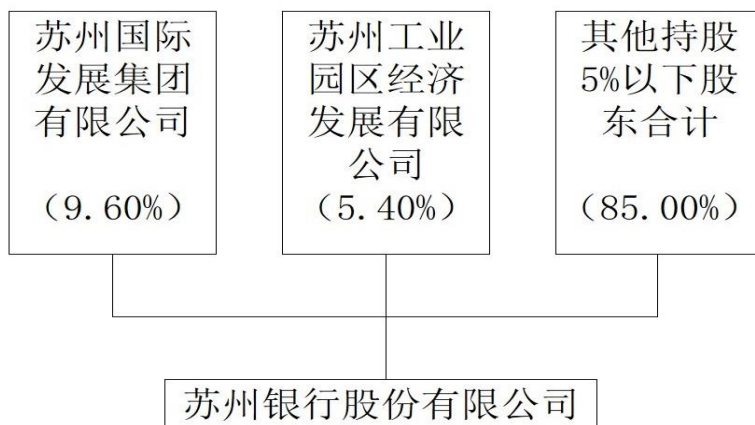 苏州国际
发展集团
有限公司
（9.60%）
苏州工业
园区经济
发展有限
公司
（5.40%）
其他持股
5%以下股
东合计
（85.00%）
苏州银行股份有限公司